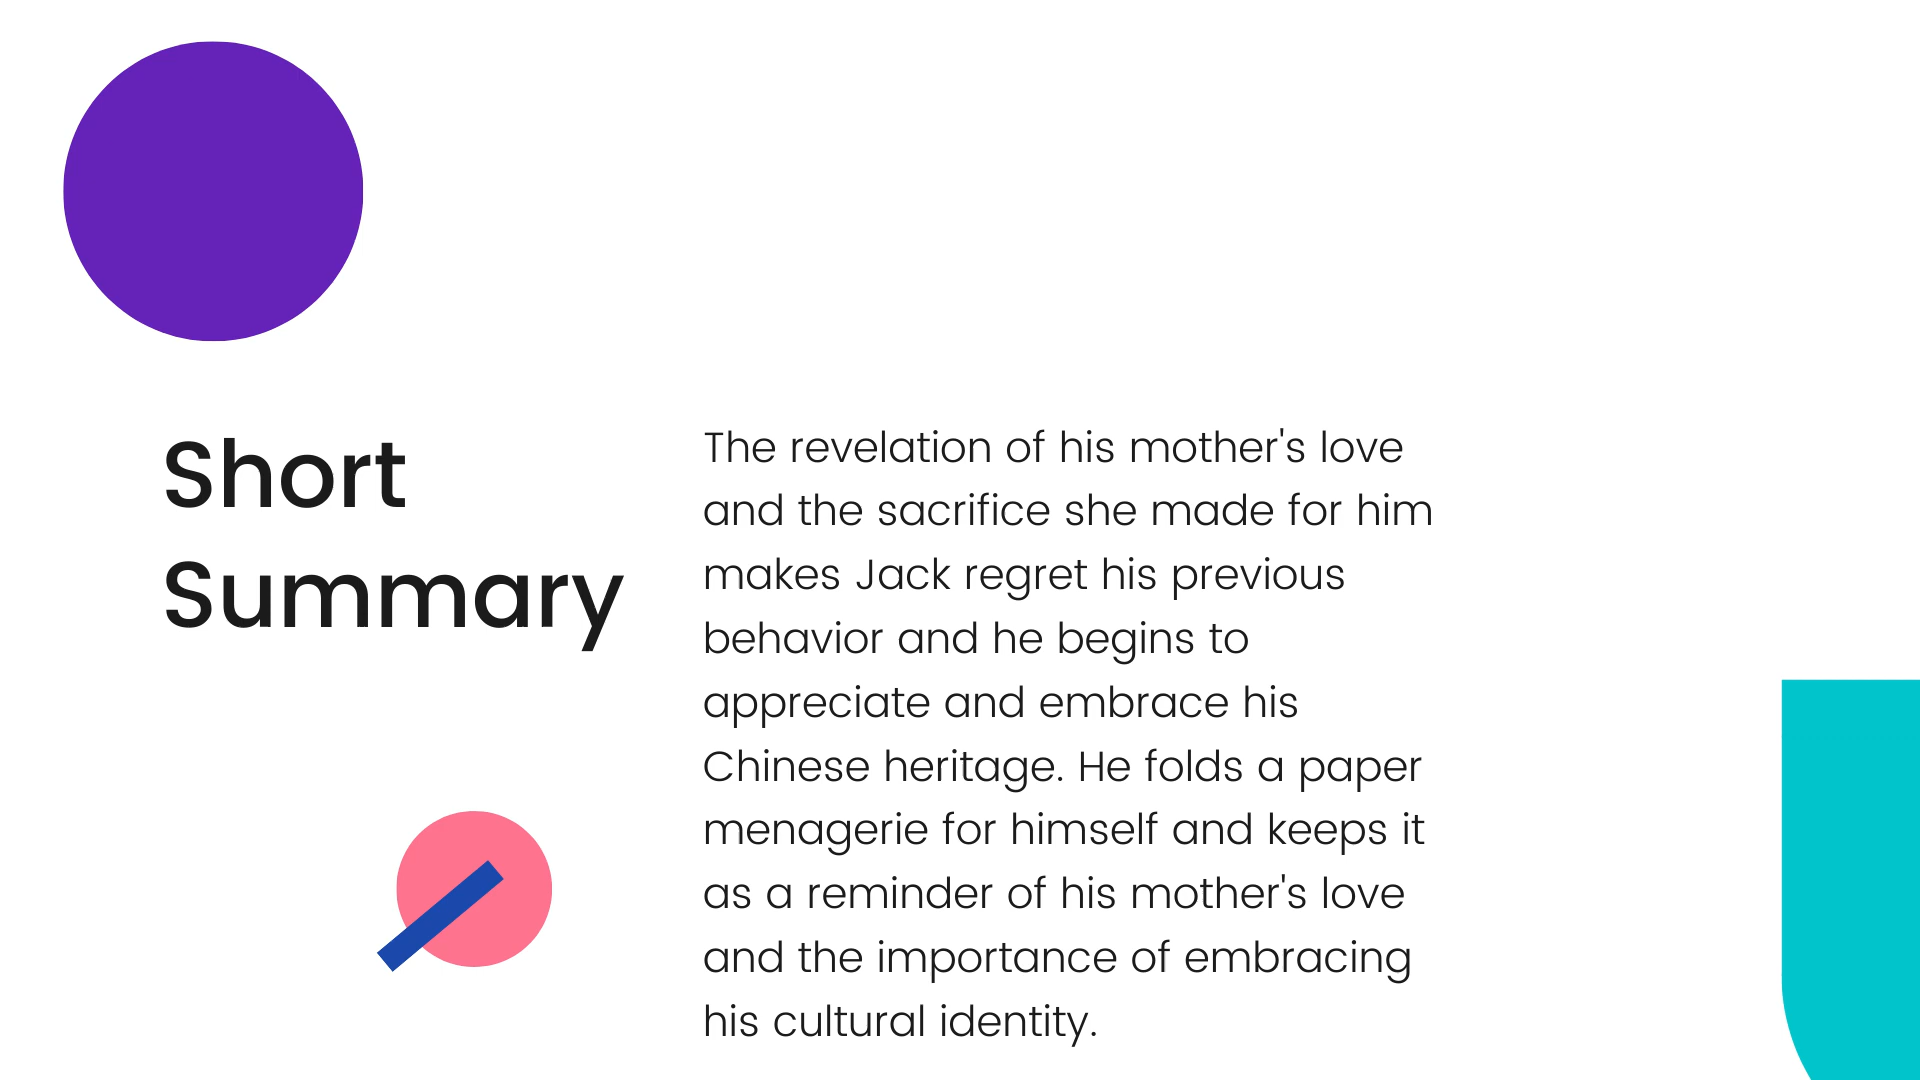 Short
Summary
The revelation of his mother's love
and the sacrifice she made for him
makes Jack regret his previous
behavior and he begins to
appreciate and embrace his
Chinese heritage. He folds a paper
menagerie for himself and keeps it
as a reminder of his mother's love
and the importance of embracing
his cultural identity.